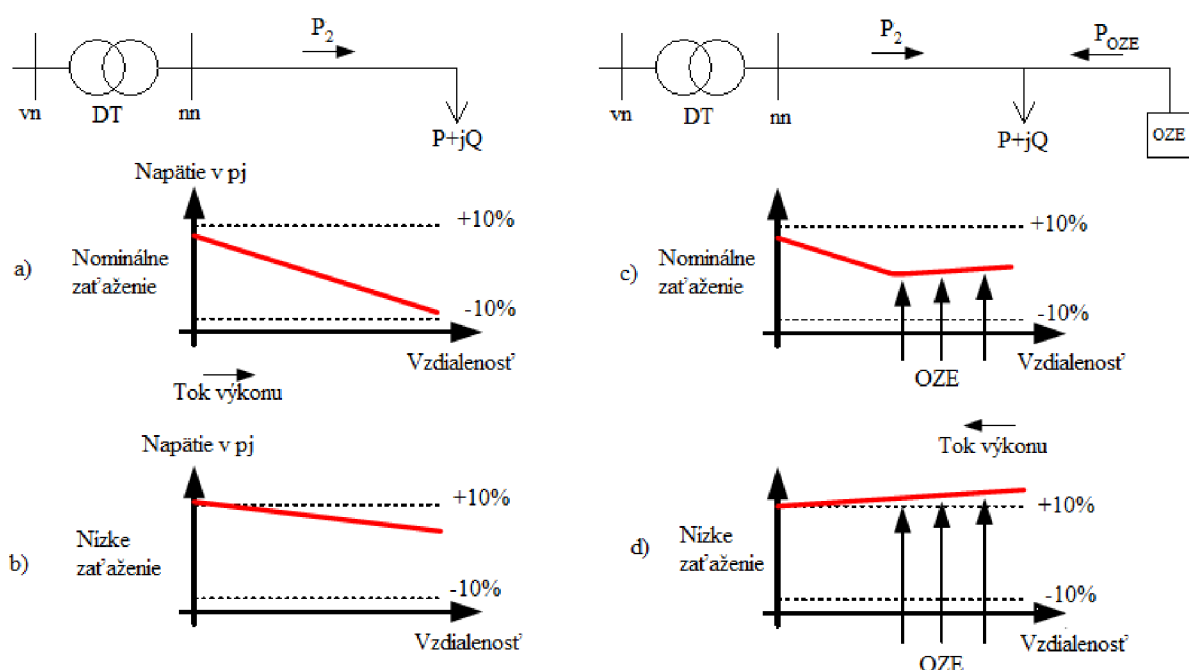 P2
vn
DT
nn
P+jQ
P2
POZE
vn
DT
nn
P+jQ
OZE
Napätie v pj
+10%
a)
Nominálne
zaťaženie
-10%
Vzdialenosť
Tok výkonu
Napätie v pj
+10%
b)
Nízke
zaťaženie
-10%
Vzdialenosť
+10%
c)
Nominálne
zaťaženie
-10%
Vzdialenosť
OZE
Tok výkonu
+10%
d)
Nízke
zaťaženie
-10%
Vzdialenosť
OZE